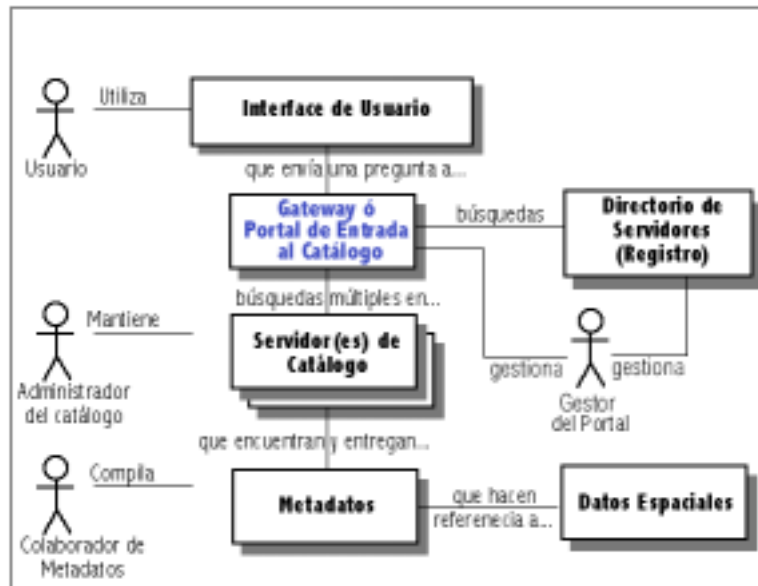 Utiliza
Interface de Usuario
Usuario
que envía una pregunta a...
Gateway ó
Portal de Entrada
al Catálogo
búsquedas
Directorio de
Servidores
(Registro)
búsquedas múltiples en...
Mantiene
Servidor(es) de
Catálogo
Administrador
del catálogo
gestiona
gestiona
Gestor
del Portal
que encuentran y entregan...
Compila
Metadatos
que hacen
referenecia a...
Datos Espaciales
Colaborador de
Metadatos